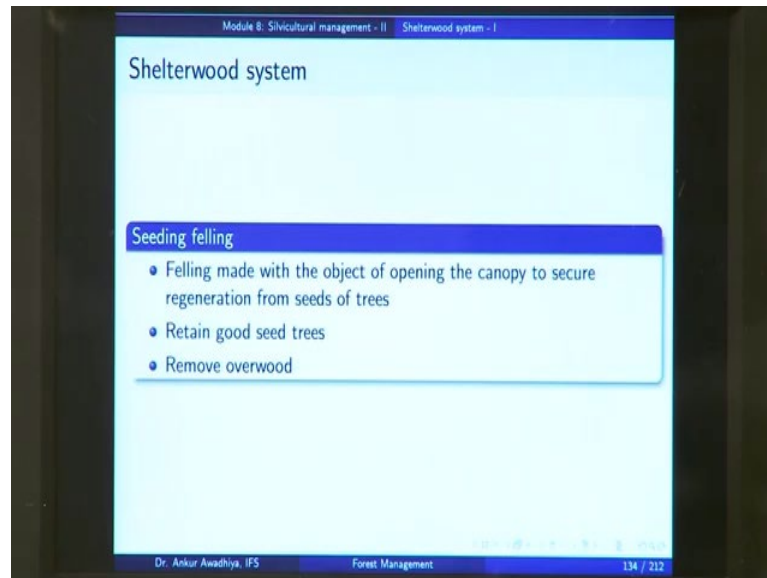 Module 8: Silvicultural management - II Shelterwood system - I
Shelterwood system
Seeding felling
Felling made with the object of opening the canopy to secure
regeneration from seeds of trees
Retain good seed trees
Remove overwood
Dr. Ankur Awadhiya, IFS Forest Management 134 / 212